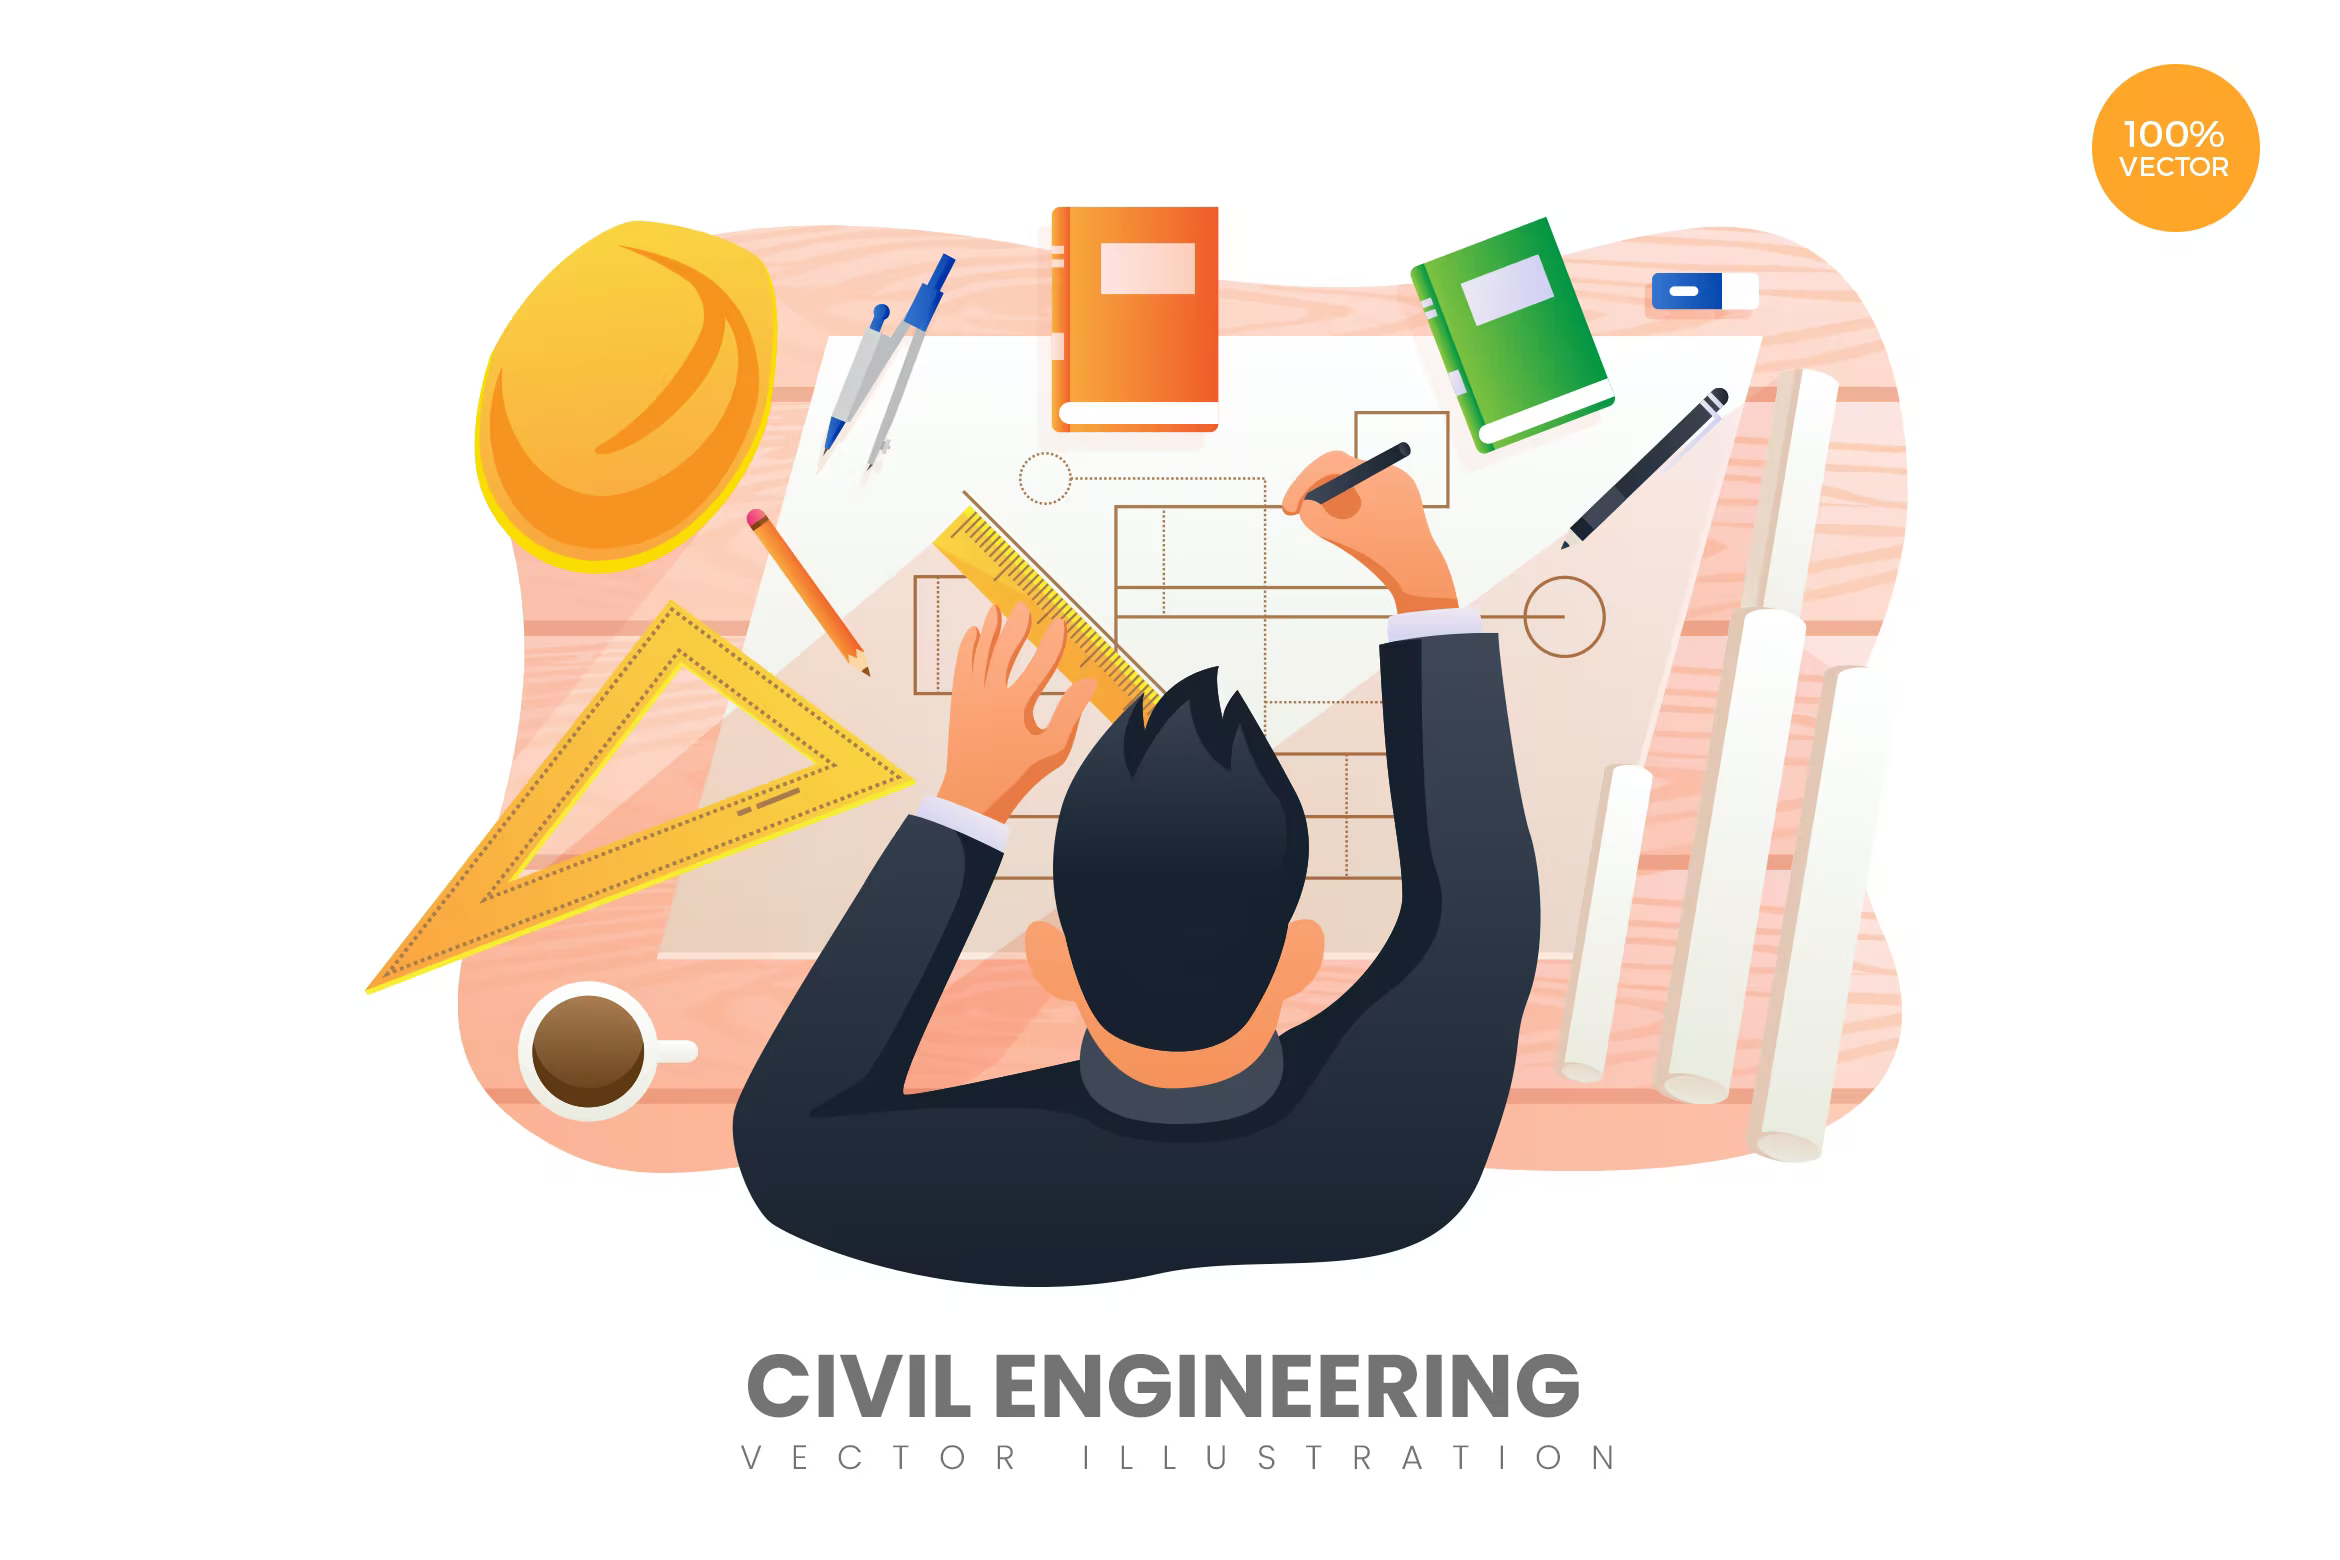 100%
VECTOR
CIVIL ENGINEERING
VECTOR ILLUSTRATION